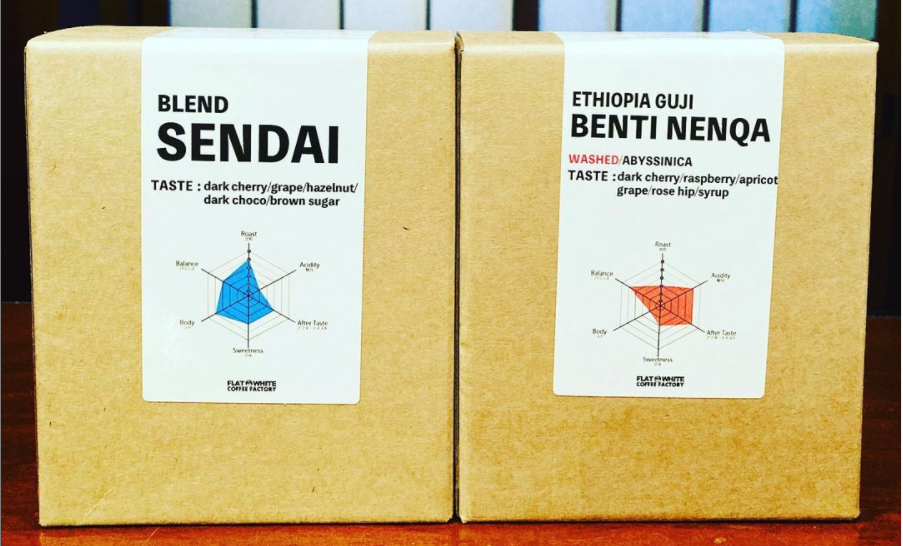 BLEND
SENDAI
TASTE : dark cherry/grape/hazelnut/
dark choco/brown sugar
Roast
Balance
Acidity
Body
After Taste
Sweetness
FLAT WHITE
COFFEE FACTORY
ETHIOPIA GUJI
BENTI NENQA
WASHED/ABYSSINICA
TASTE : dark cherry/raspberry/apricot
grape/rose hip/syrup
Roast
Balance
Acidity
Body
After Taste
Sweetness
FLAT WHITE
COFFEE FACTORY